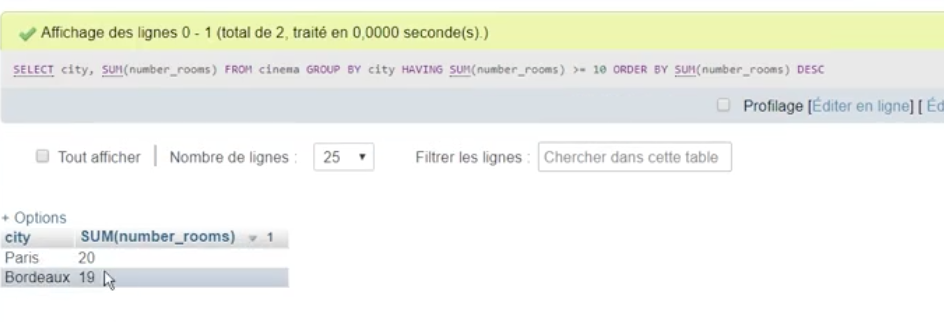 Affichage des lignes 0 - 1 (total de 2, traité en 0,0000 seconde(s).)
SELECT city, SUM(number_rooms) FROM cinema GROUP BY city HAVING SUM(number_rooms) >= 10 ORDER BY SUM(number_rooms) DESC
Profilage [Éditer en ligne] [ Éd
Tout afficher | Nombre de lignes : 25 Filtrer les lignes : Chercher dans cette table
+ Options
city SUM(number_rooms) 1
Paris 20
Bordeaux 19